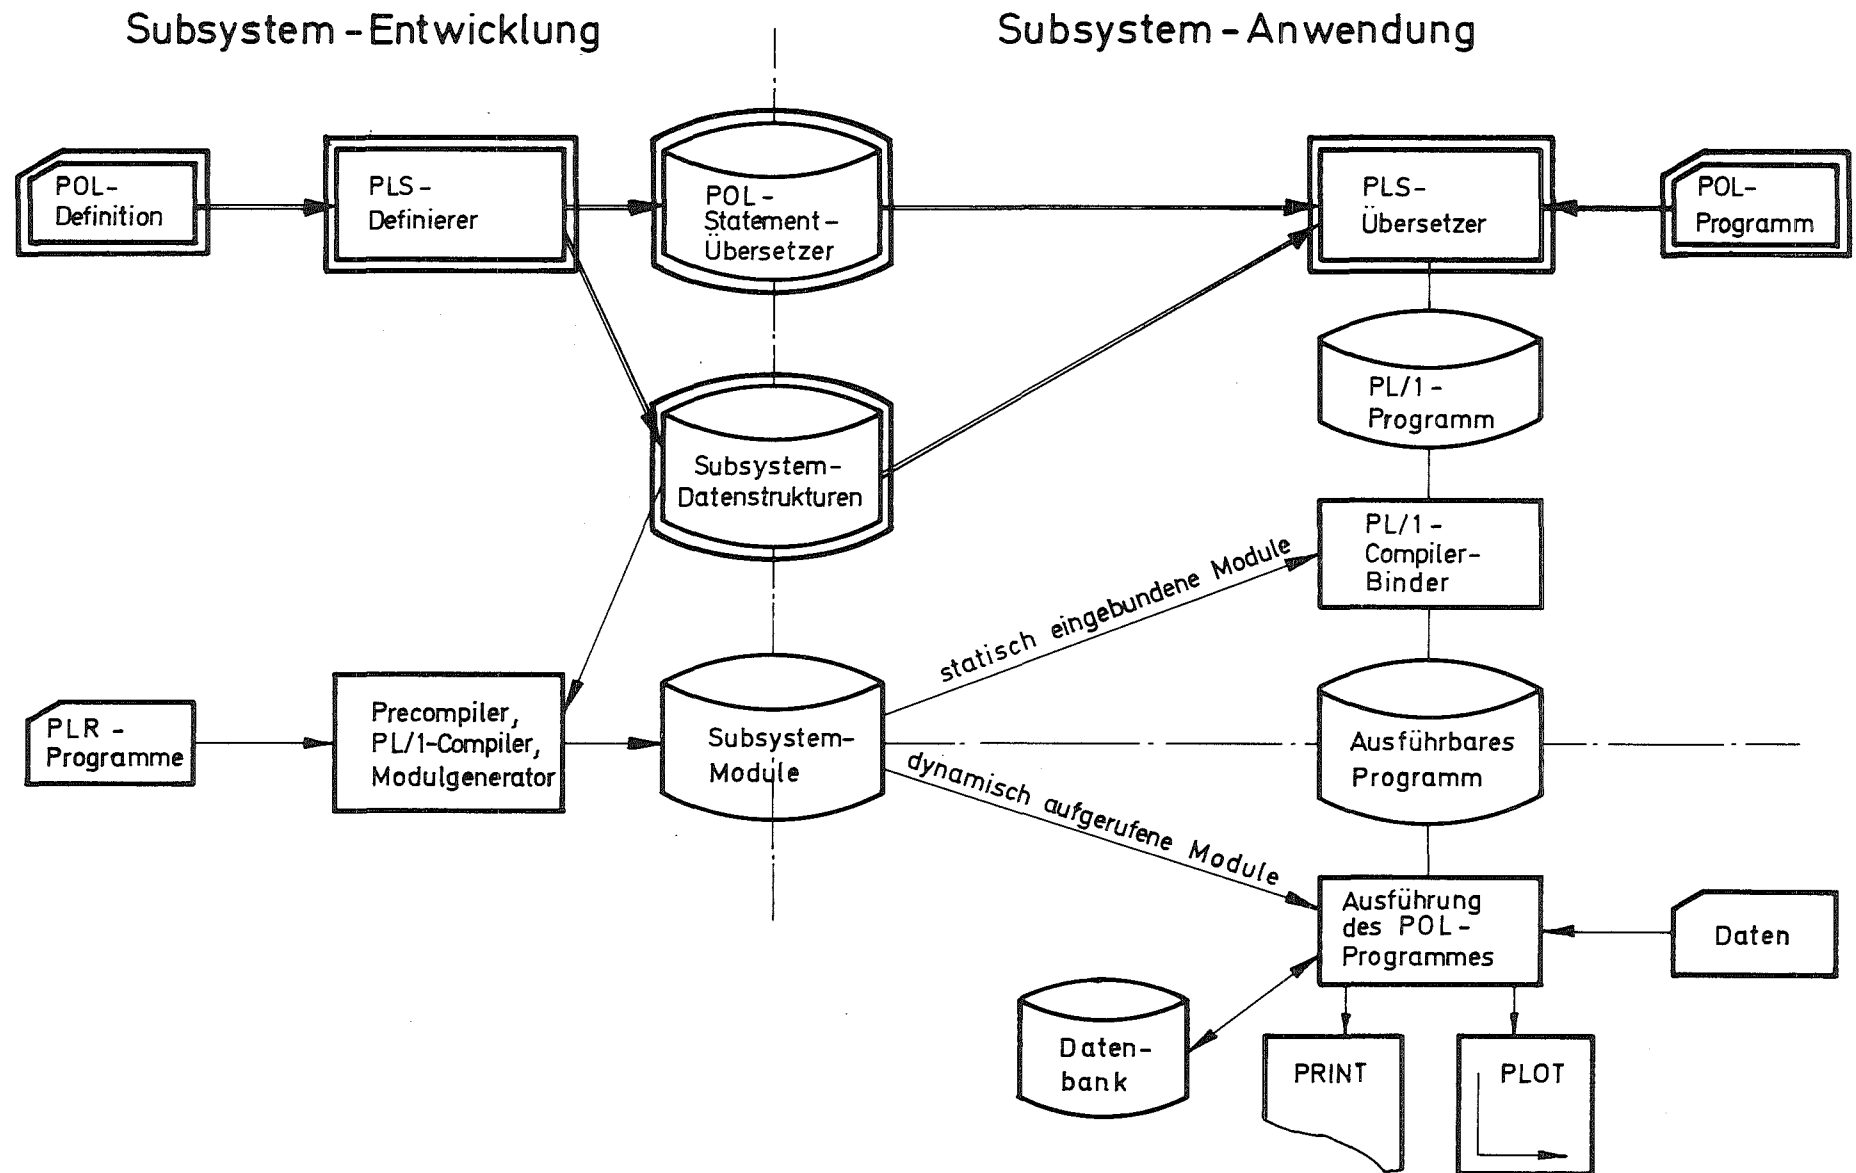 Subsystem-Entwicklung
Subsystem-Anwendung
POL-
Definition
PLS-
Definierer
POL-
Statement-
Übersetzer
PLS-
Übersetzer
POL-
Programm
PL/1-
Programm
Subsystem-
Datenstrukturen
PL/1-
Compiler-
Binder
statisch eingebundene Module
PLR-
Programme
Precompiler,
PL/1-Compiler,
Modulgenerator
Subsystem-
Module
Ausführbares
Programm
dynamisch aufgerufene Module
Ausführung
des POL-
Programmes
Daten
Daten-
bank
PRINT
PLOT